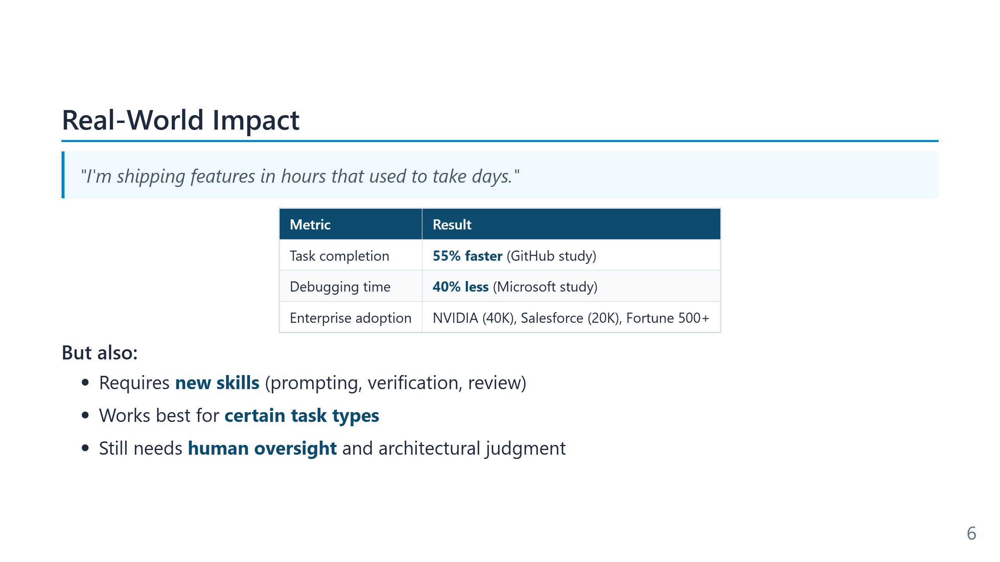 Real-World Impact
"I'm shipping features in hours that used to take days."
Metric Result
Task completion 55% faster (GitHub study)
Debugging time 40% less (Microsoft study)
Enterprise adoption NVIDIA (40K), Salesforce (20K), Fortune 500+
But also:
• Requires new skills (prompting, verification, review)
• Works best for certain task types
• Still needs human oversight and architectural judgment
6